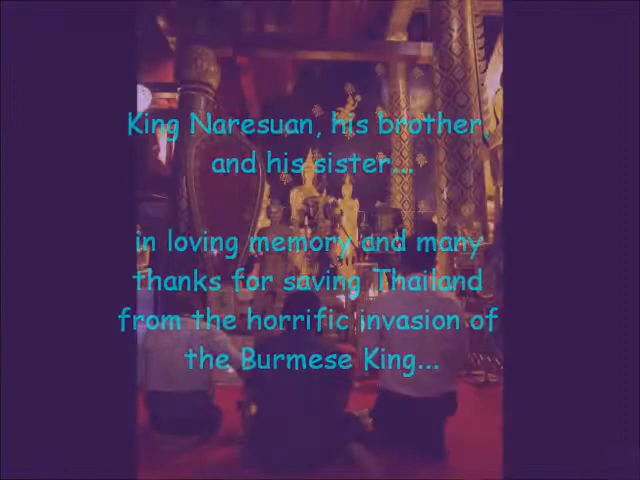 King Naresuan, his brother,
and his sister...
in loving memory and many
thanks for saving Thailand
from the horrific invasion of
the Burmese King...